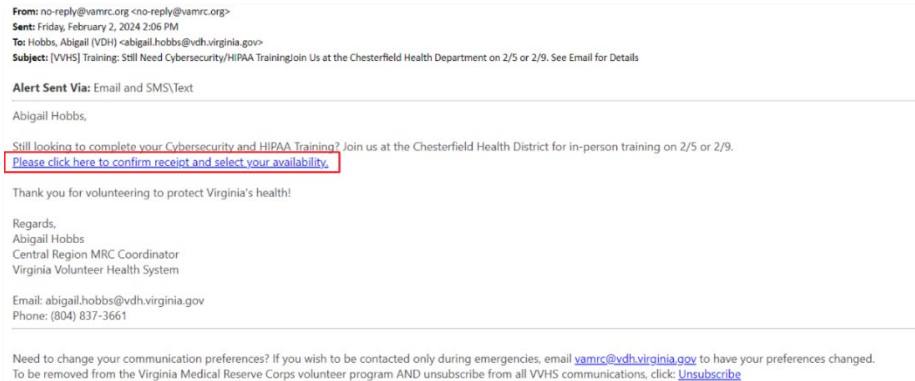 From: no-reply@vamrc.org <no-reply@vamrc.org>
Sent: Friday, February 2, 2024 2:06 PM
To: Hobbs, Abigail (VDH) <abigail.hobbs@vdh.virginia.gov>
Subject: [VVHS] Training: Still Need Cybersecurity/HIPAA TrainingJoin Us at the Chesterfield Health Department on 2/5 or 2/9. See Email for Details
Alert Sent Via: Email and SMS\Text
Abigail Hobbs,
Still looking to complete your Cybersecurity and HIPAA Training? Join us at the Chesterfield Health District for in-person training on 2/5 or 2/9.
Please click here to confirm receipt and select your availability.
Thank you for volunteering to protect Virginia's health!
Regards,
Abigail Hobbs
Central Region MRC Coordinator
Virginia Volunteer Health System
Email: abigail.hobbs@vdh.virginia.gov
Phone: (804) 837-3661
Need to change your communication preferences? If you wish to be contacted only during emergencies, email vamrc@vdh.virginia.gov to have your preferences changed.
To be removed from the Virginia Medical Reserve Corps volunteer program AND unsubscribe from all VVHS communications, click: Unsubscribe